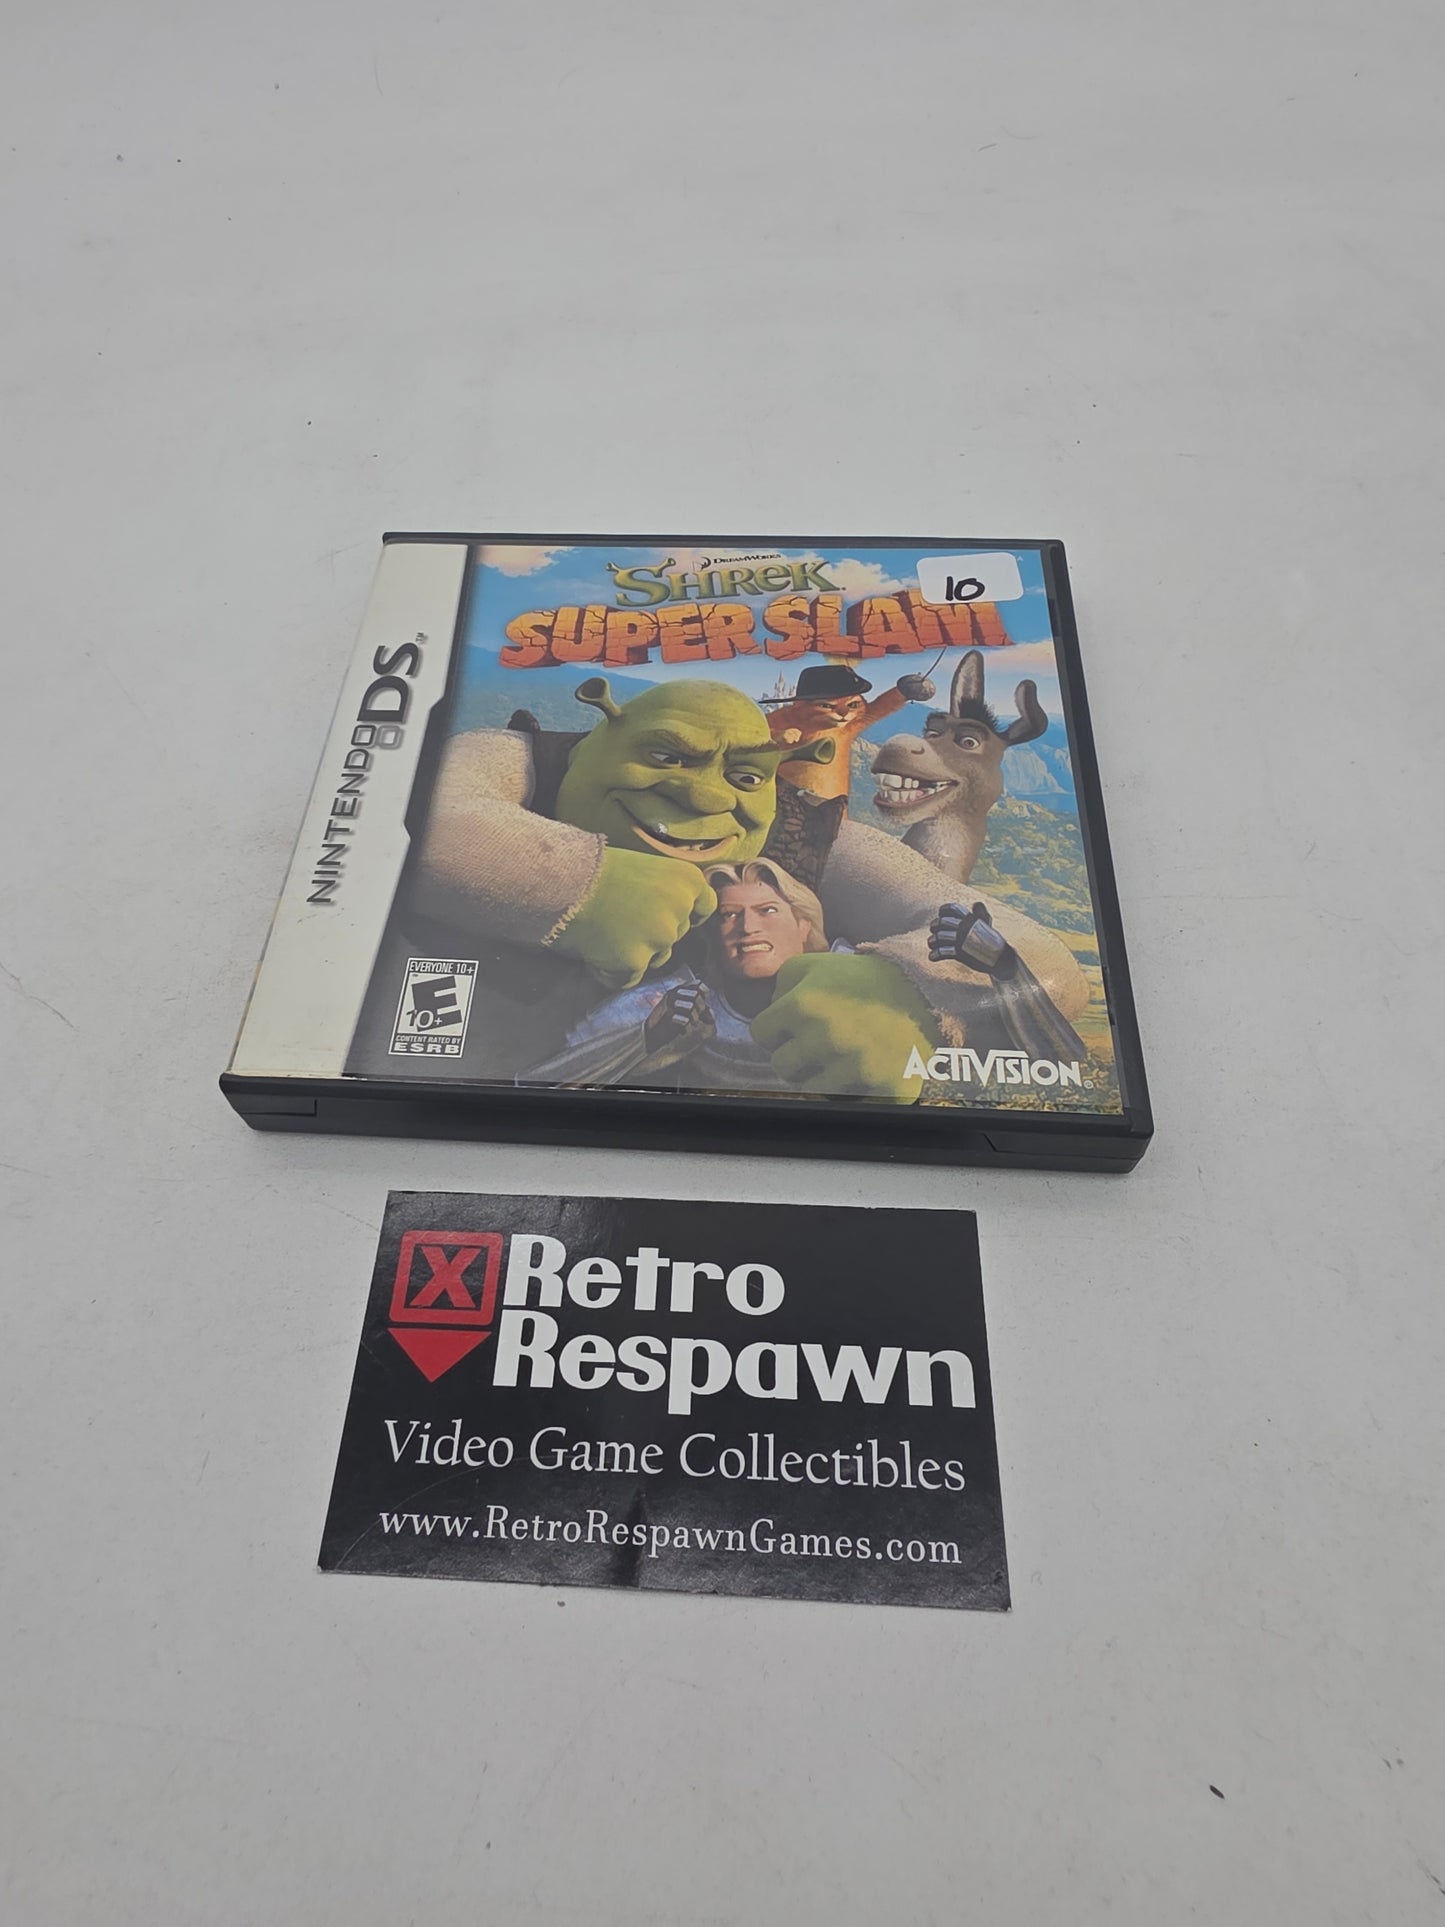 DREAMWORKS
SHREK
SUPER SLAM
10
NINTENDO DS™
EVERYONE 10+
E
10+
CONTENT RATED BY
ESRB
ACTIVISION®
X Retro
Respawn
Video Game Collectibles
www.RetroRespawnGames.com